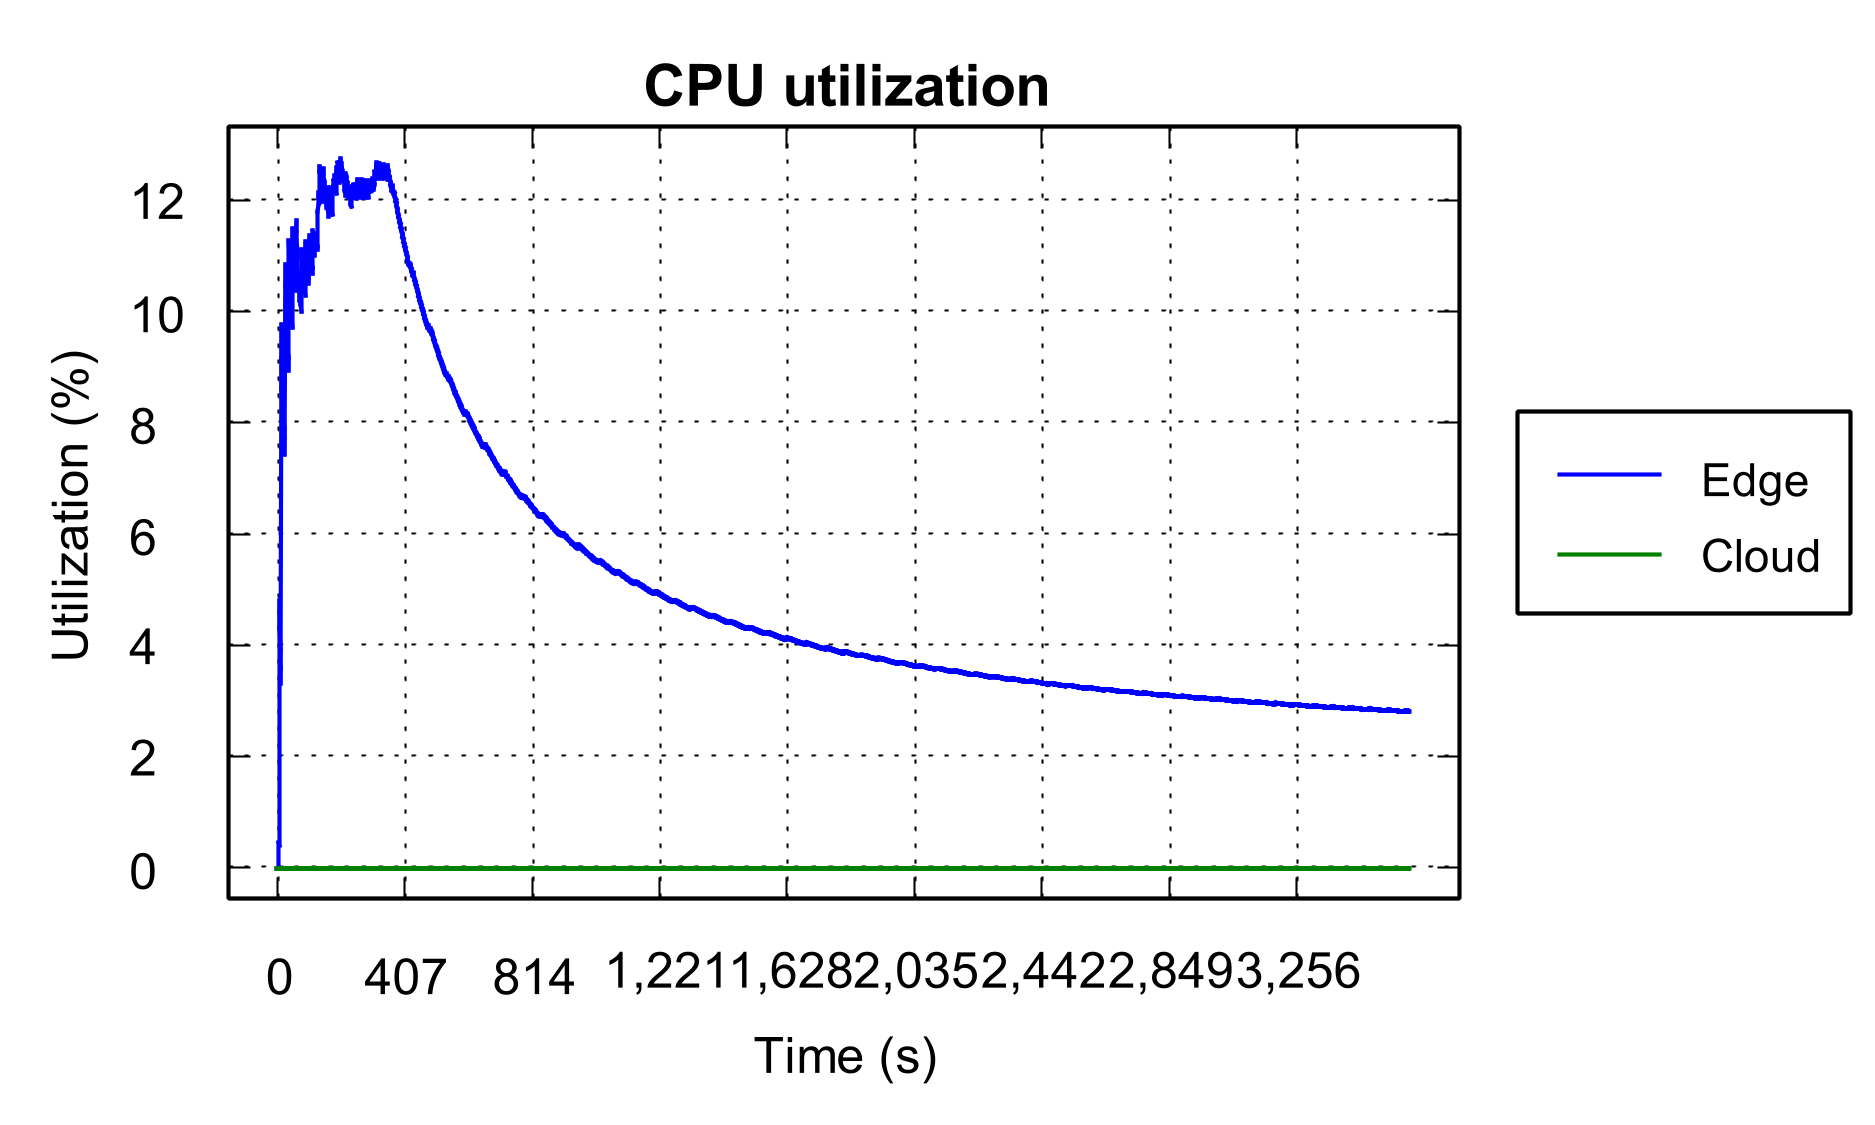 CPU utilization
12
10
8
6
4
2
0
Utilization (%)
0 407 814 1,2211,6282,0352,4422,8493,256
Time (s)
Edge
Cloud